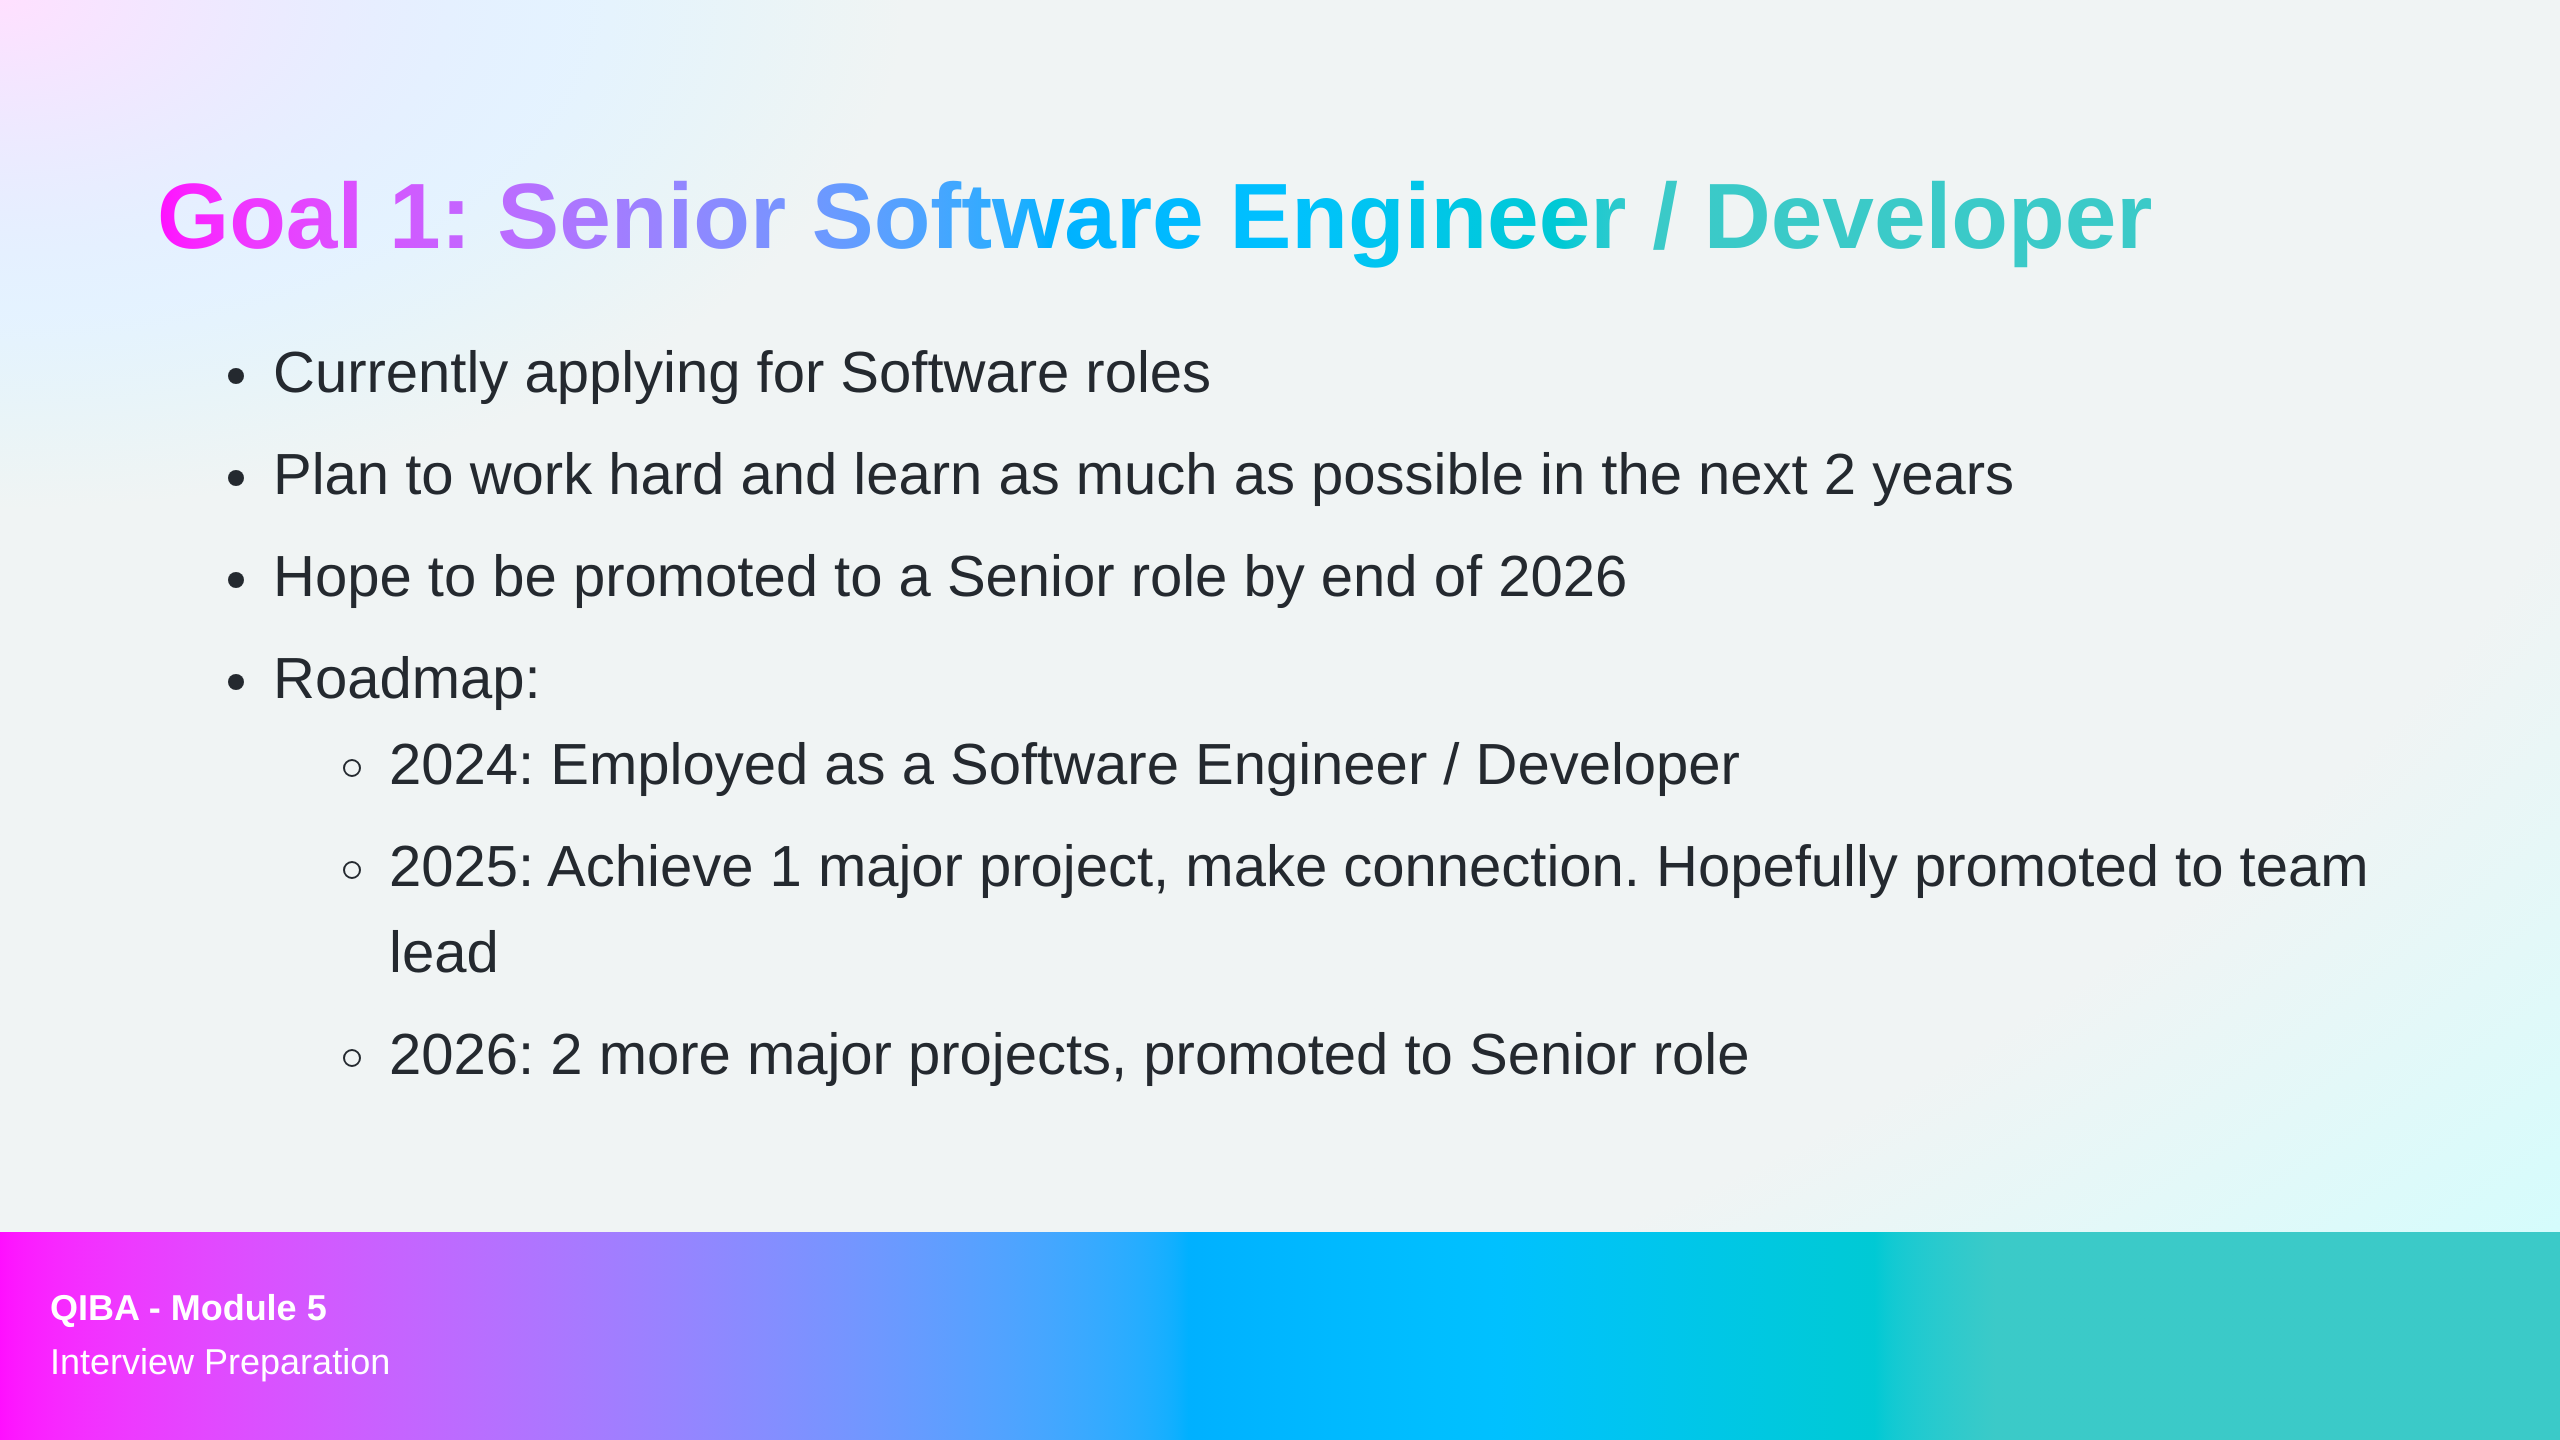 Goal 1: Senior Software Engineer / Developer
• Currently applying for Software roles
• Plan to work hard and learn as much as possible in the next 2 years
• Hope to be promoted to a Senior role by end of 2026
• Roadmap:
◦ 2024: Employed as a Software Engineer / Developer
◦ 2025: Achieve 1 major project, make connection. Hopefully promoted to team
lead
◦ 2026: 2 more major projects, promoted to Senior role
QIBA - Module 5
Interview Preparation